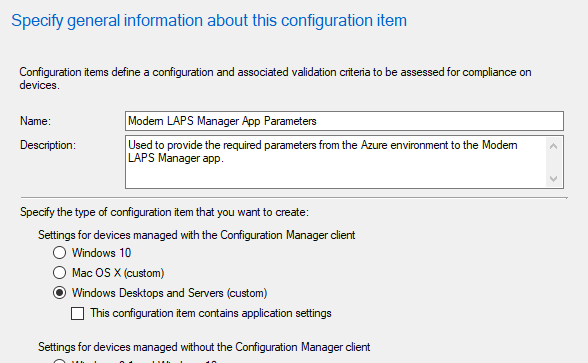 Specify general information about this configuration item
Configuration items define a configuration and associated validation criteria to be assessed for compliance on
devices.
Name:
Modern LAPS Manager App Parameters
Description:
Used to provide the required parameters from the Azure environment to the Modern
LAPS Manager app.
Specify the type of configuration item that you want to create:
Settings for devices managed with the Configuration Manager client
Windows 10
Mac OS X (custom)
Windows Desktops and Servers (custom)
This configuration item contains application settings
Settings for devices managed without the Configuration Manager client